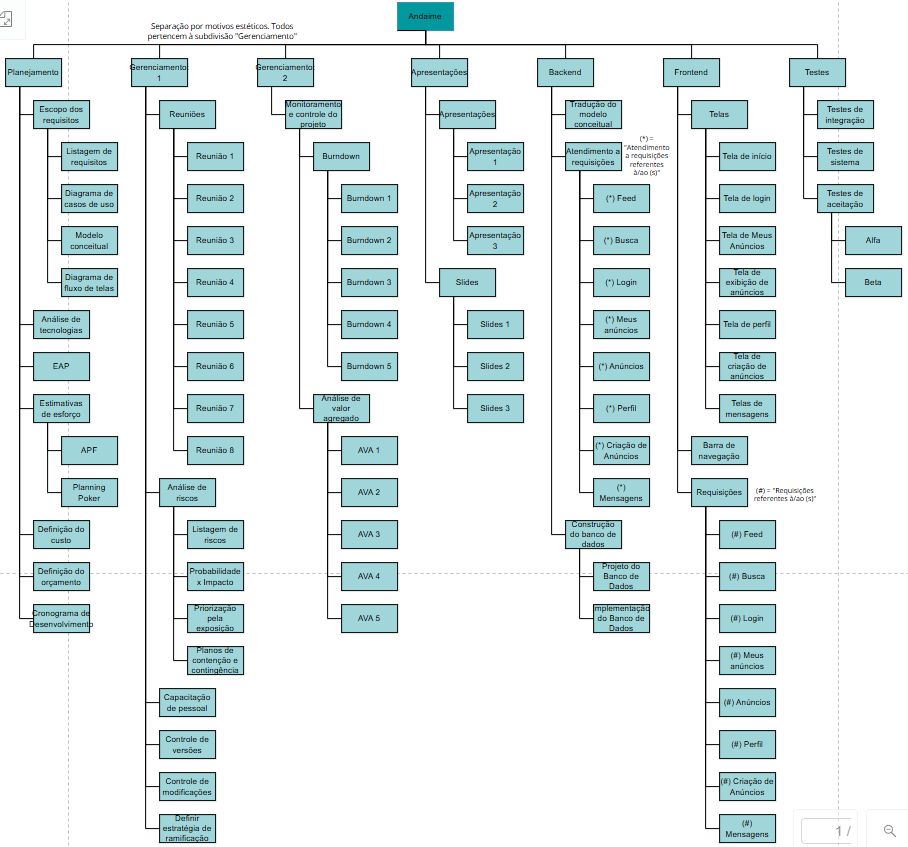 Andaime
Separação por motivos estéticos. Todos
pertencem à subdivisão "Gerenciamento"
Planejamento
Escopo dos
requisitos
Listagem de
requisitos
Diagrama de
casos de uso
Modelo
conceitual
Diagrama de
fluxo de telas
Análise de
tecnologias
EAP
Estimativas
de esforço
APF
Planning
Poker
Definição do
custo
Definição do
orçamento
Cronograma de
Desenvolvimento
Gerenciamento:
1
Reuniões
Reunião 1
Reunião 2
Reunião 3
Reunião 4
Reunião 5
Reunião 6
Reunião 7
Reunião 8
Análise de
riscos
Listagem de
riscos
Probabilidade
x Impacto
Priorização
pela
exposição
Planos de
contenção e
contingência
Capacitação
de pessoal
Controle de
versões
Controle de
modificações
Definir
estratégia de
ramificação
Gerenciamento:
2
Monitoramento
e controle do
projeto
Burndown
Burndown 1
Burndown 2
Burndown 3
Burndown 4
Burndown 5
Análise de
valor
agregado
AVA 1
AVA 2
AVA 3
AVA 4
AVA 5
Apresentações
Apresentações
Apresentação
1
Apresentação
2
Apresentação
3
Slides
Slides 1
Slides 2
Slides 3
Backend
Tradução do
modelo
conceitual
Atendimento a
requisições
(*) =
"Atendimento
a requisições
referentes
à/ao (s)"
(*) Feed
(*) Busca
(*) Login
(*) Meus
anúncios
(*) Anúncios
(*) Perfil
(*) Criação de
Anúncios
(*)
Mensagens
Construção
do banco de
dados
Projeto do
Banco de
Dados
Implementação
do Banco de
Dados
Frontend
Telas
Tela de início
Tela de login
Tela de Meus
Anúncios
Tela de
exibição de
anúncios
Tela de perfil
Tela de
criação de
anúncios
Telas de
mensagens
Barra de
navegação
Requisições
(#) = "Requisições
referentes à/ao (s)"
(#) Feed
(#) Busca
(#) Login
(#) Meus
anúncios
(#) Anúncios
(#) Perfil
(#) Criação de
Anúncios
(#)
Mensagens
Testes
Testes de
integração
Testes de
sistema
Testes de
aceitação
Alfa
Beta
1 /